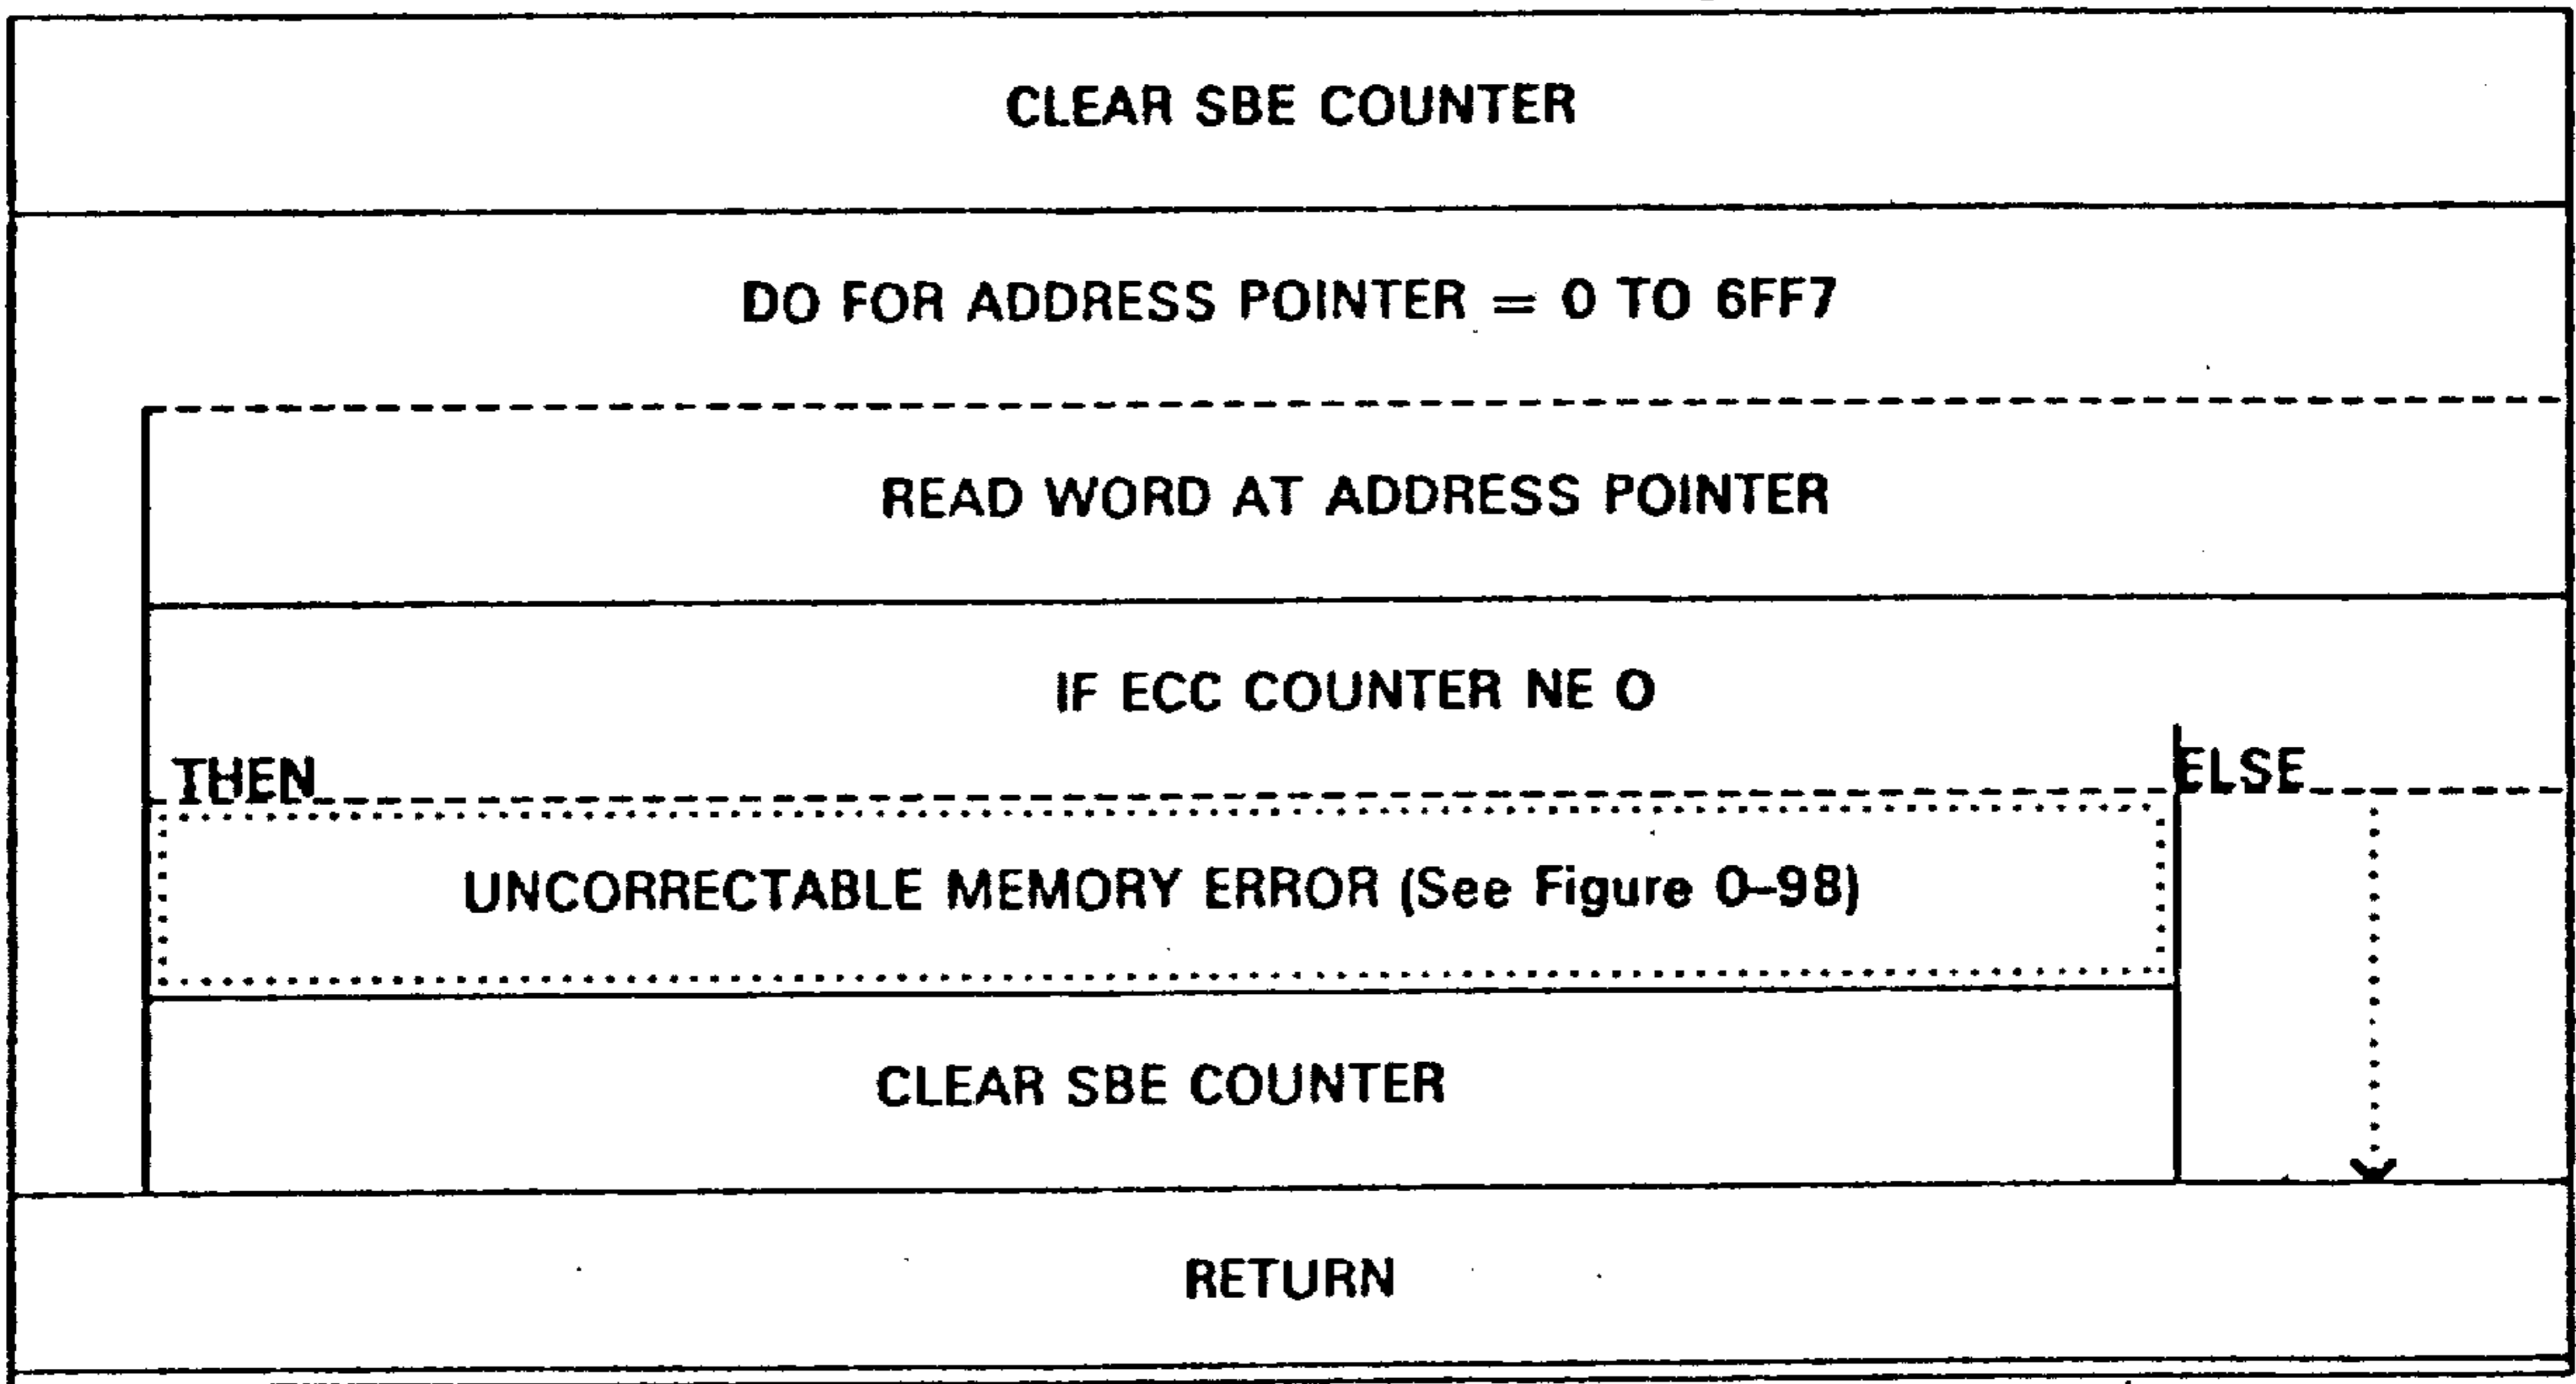 CLEAR SBE COUNTER
DO FOR ADDRESS POINTER = 0 TO 6FF7
READ WORD AT ADDRESS POINTER
IF ECC COUNTER NE 0
THEN ELSE
UNCORRECTABLE MEMORY ERROR (See Figure 0–98)
CLEAR SBE COUNTER
RETURN